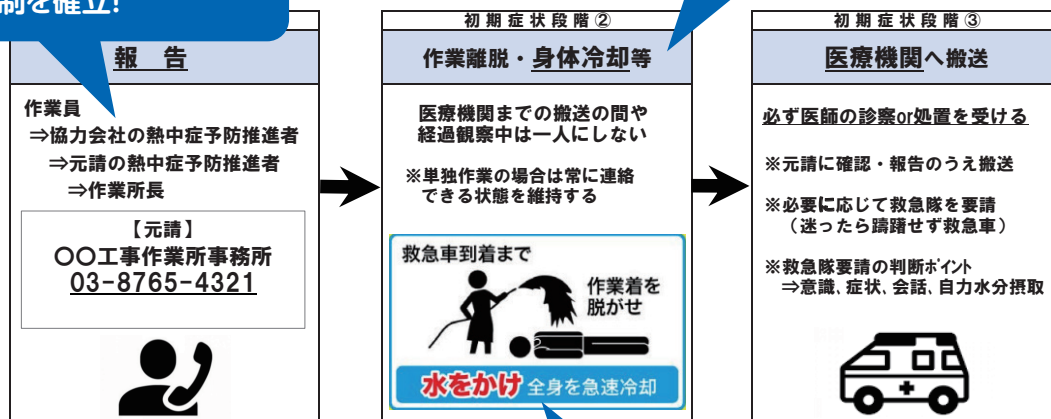 制を確立!
報 告
作業員
⇒協力会社の熱中症予防推進者
⇒元請の熱中症予防推進者
⇒作業所長
【元請】
〇〇工事作業所事務所
03-8765-4321
初期症状段階②
作業離脱・身体冷却等
医療機関までの搬送の間や
経過観察中は一人にしない
※単独作業の場合は常に連絡
できる状態を維持する
救急車到着まで
作業着を
脱がせ
水をかけ 全身を急速冷却
初期症状段階③
医療機関へ搬送
必ず医師の診察or処置を受ける
※元請に確認・報告のうえ搬送
※必要に応じて救急隊を要請
（迷ったら躊躇せず救急車）
※救急隊要請の判断ポイント
⇒意識、症状、会話、自力水分摂取